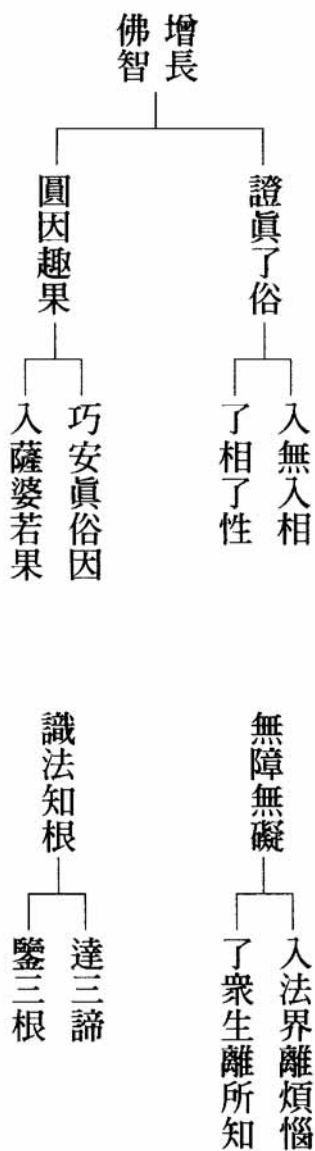 增長
佛智
證眞了俗
入無入相
了相了性
圓因趣果
巧安眞俗因
入薩婆若果
無障無礙
入法界離煩惱
了衆生離所知
識法知根
達三諦
鑒三根